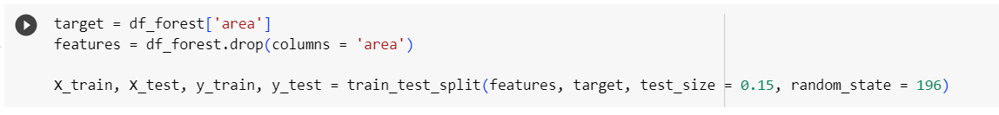 target = df_forest['area']
features = df_forest.drop(columns = 'area')
X_train, X_test, y_train, y_test = train_test_split(features, target, test_size = 0.15, random_state = 196)